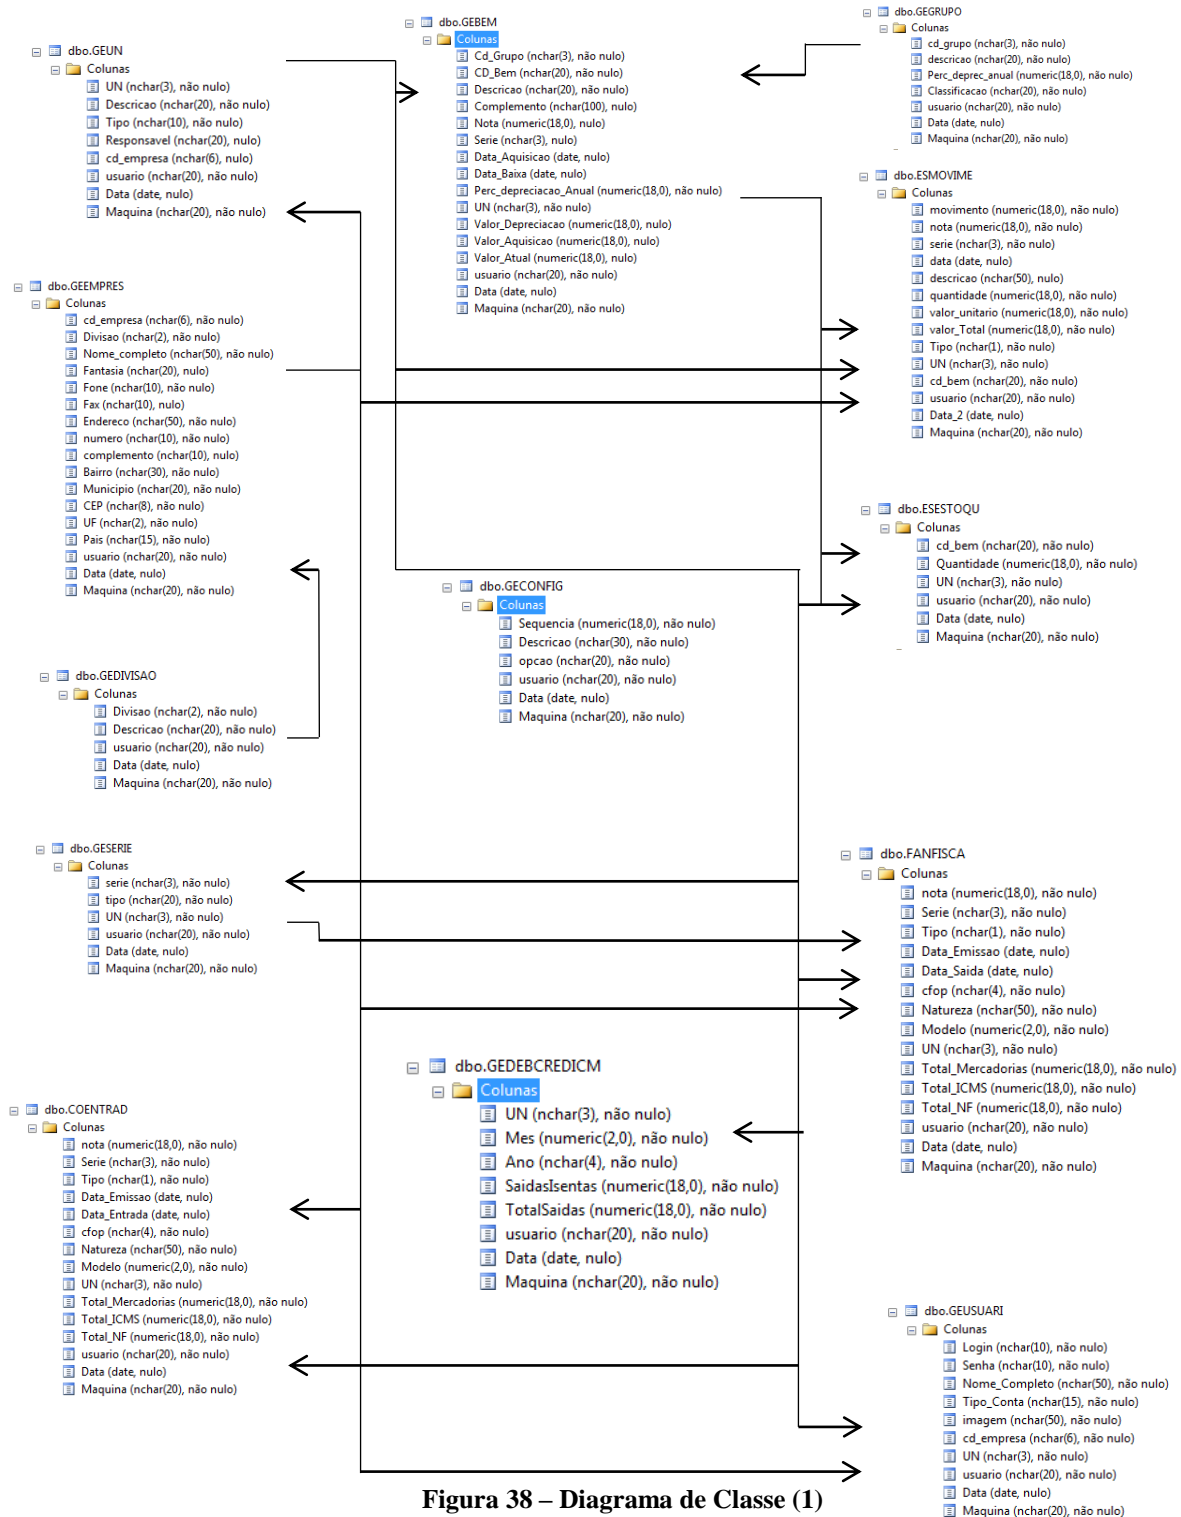 dbo.GEUN
Colunas
UN (nchar(3), não nulo)
Descricao (nchar(20), não nulo)
Tipo (nchar(10), não nulo)
Responsavel (nchar(20), nulo)
cd_empresa (nchar(6), nulo)
usuario (nchar(20), não nulo)
Data (date, nulo)
Maquina (nchar(20), não nulo)
dbo.GEBEM
Colunas
Cd_Grupo (nchar(3), não nulo)
CD_Bem (nchar(20), não nulo)
Descricao (nchar(20), não nulo)
Complemento (nchar(100), nulo)
Nota (numeric(18,0), nulo)
Serie (nchar(3), nulo)
Data_Aquisicao (date, nulo)
Data_Baixa (date, nulo)
Perc_depreciacao_Anual (numeric(18,0), não nulo)
UN (nchar(3), não nulo)
Valor_Depreciacao (numeric(18,0), nulo)
Valor_Aquisicao (numeric(18,0), nulo)
Valor_Atual (numeric(18,0), nulo)
usuario (nchar(20), não nulo)
Data (date, nulo)
Maquina (nchar(20), não nulo)
dbo.GEGRUPO
Colunas
cd_grupo (nchar(3), não nulo)
descricao (nchar(20), não nulo)
Perc_deprec_anual (numeric(18,0), não nulo)
Classificacao (nchar(20), não nulo)
usuario (nchar(20), não nulo)
Data (date, nulo)
Maquina (nchar(20), não nulo)
dbo.ESMOVIME
Colunas
movimento (numeric(18,0), não nulo)
nota (numeric(18,0), não nulo)
serie (nchar(3), não nulo)
data (date, nulo)
descricao (nchar(50), nulo)
quantidade (numeric(18,0), não nulo)
valor_unitario (numeric(18,0), não nulo)
valor_Total (numeric(18,0), não nulo)
Tipo (nchar(1), não nulo)
UN (nchar(3), não nulo)
cd_bem (nchar(20), não nulo)
usuario (nchar(20), não nulo)
Data_2 (date, nulo)
Maquina (nchar(20), não nulo)
dbo.GEEMPRES
Colunas
cd_empresa (nchar(6), não nulo)
Divisao (nchar(2), não nulo)
Nome_completo (nchar(50), não nulo)
Fantasia (nchar(20), nulo)
Fone (nchar(10), não nulo)
Fax (nchar(10), nulo)
Endereco (nchar(50), não nulo)
numero (nchar(10), não nulo)
complemento (nchar(10), nulo)
Bairro (nchar(30), não nulo)
Municipio (nchar(20), não nulo)
CEP (nchar(8), não nulo)
UF (nchar(2), não nulo)
Pais (nchar(15), não nulo)
usuario (nchar(20), não nulo)
Data (date, nulo)
Maquina (nchar(20), não nulo)
dbo.ESESTOQU
Colunas
cd_bem (nchar(20), não nulo)
Quantidade (numeric(18,0), não nulo)
UN (nchar(3), não nulo)
usuario (nchar(20), não nulo)
Data (date, nulo)
Maquina (nchar(20), não nulo)
dbo.GECONFIG
Colunas
Sequencia (numeric(18,0), não nulo)
Descricao (nchar(30), não nulo)
opcao (nchar(20), não nulo)
usuario (nchar(20), não nulo)
Data (date, nulo)
Maquina (nchar(20), não nulo)
dbo.GEDIVISAO
Colunas
Divisao (nchar(2), não nulo)
Descricao (nchar(20), não nulo)
usuario (nchar(20), não nulo)
Data (date, nulo)
Maquina (nchar(20), não nulo)
dbo.GESERIE
Colunas
serie (nchar(3), não nulo)
tipo (nchar(20), não nulo)
UN (nchar(3), não nulo)
usuario (nchar(20), não nulo)
Data (date, nulo)
Maquina (nchar(20), não nulo)
dbo.FANFISCA
Colunas
nota (numeric(18,0), não nulo)
Serie (nchar(3), não nulo)
Tipo (nchar(1), não nulo)
Data_Emissao (date, nulo)
Data_Saida (date, nulo)
cfop (nchar(4), não nulo)
Natureza (nchar(50), não nulo)
Modelo (numeric(2,0), não nulo)
UN (nchar(3), não nulo)
Total_Mercadorias (numeric(18,0), não nulo)
Total_ICMS (numeric(18,0), não nulo)
Total_NF (numeric(18,0), não nulo)
usuario (nchar(20), não nulo)
Data (date, nulo)
Maquina (nchar(20), não nulo)
dbo.GEDEBCREDICM
Colunas
UN (nchar(3), não nulo)
Mes (numeric(2,0), não nulo)
Ano (nchar(4), não nulo)
SaidasIsentas (numeric(18,0), não nulo)
TotalSaidas (numeric(18,0), não nulo)
usuario (nchar(20), não nulo)
Data (date, nulo)
Maquina (nchar(20), não nulo)
dbo.COENTRAD
Colunas
nota (numeric(18,0), não nulo)
Serie (nchar(3), não nulo)
Tipo (nchar(1), não nulo)
Data_Emissao (date, nulo)
Data_Entrada (date, nulo)
cfop (nchar(4), não nulo)
Natureza (nchar(50), não nulo)
Modelo (numeric(2,0), não nulo)
UN (nchar(3), não nulo)
Total_Mercadorias (numeric(18,0), não nulo)
Total_ICMS (numeric(18,0), não nulo)
Total_NF (numeric(18,0), não nulo)
usuario (nchar(20), não nulo)
Data (date, nulo)
Maquina (nchar(20), não nulo)
dbo.GEUSUARI
Colunas
Login (nchar(10), não nulo)
Senha (nchar(10), não nulo)
Nome_Completo (nchar(50), não nulo)
Tipo_Conta (nchar(15), não nulo)
imagem (nchar(50), nulo)
cd_empresa (nchar(6), não nulo)
UN (nchar(3), não nulo)
usuario (nchar(20), não nulo)
Data (date, nulo)
Maquina (nchar(20), não nulo)
Figura 38 – Diagrama de Classe (1)